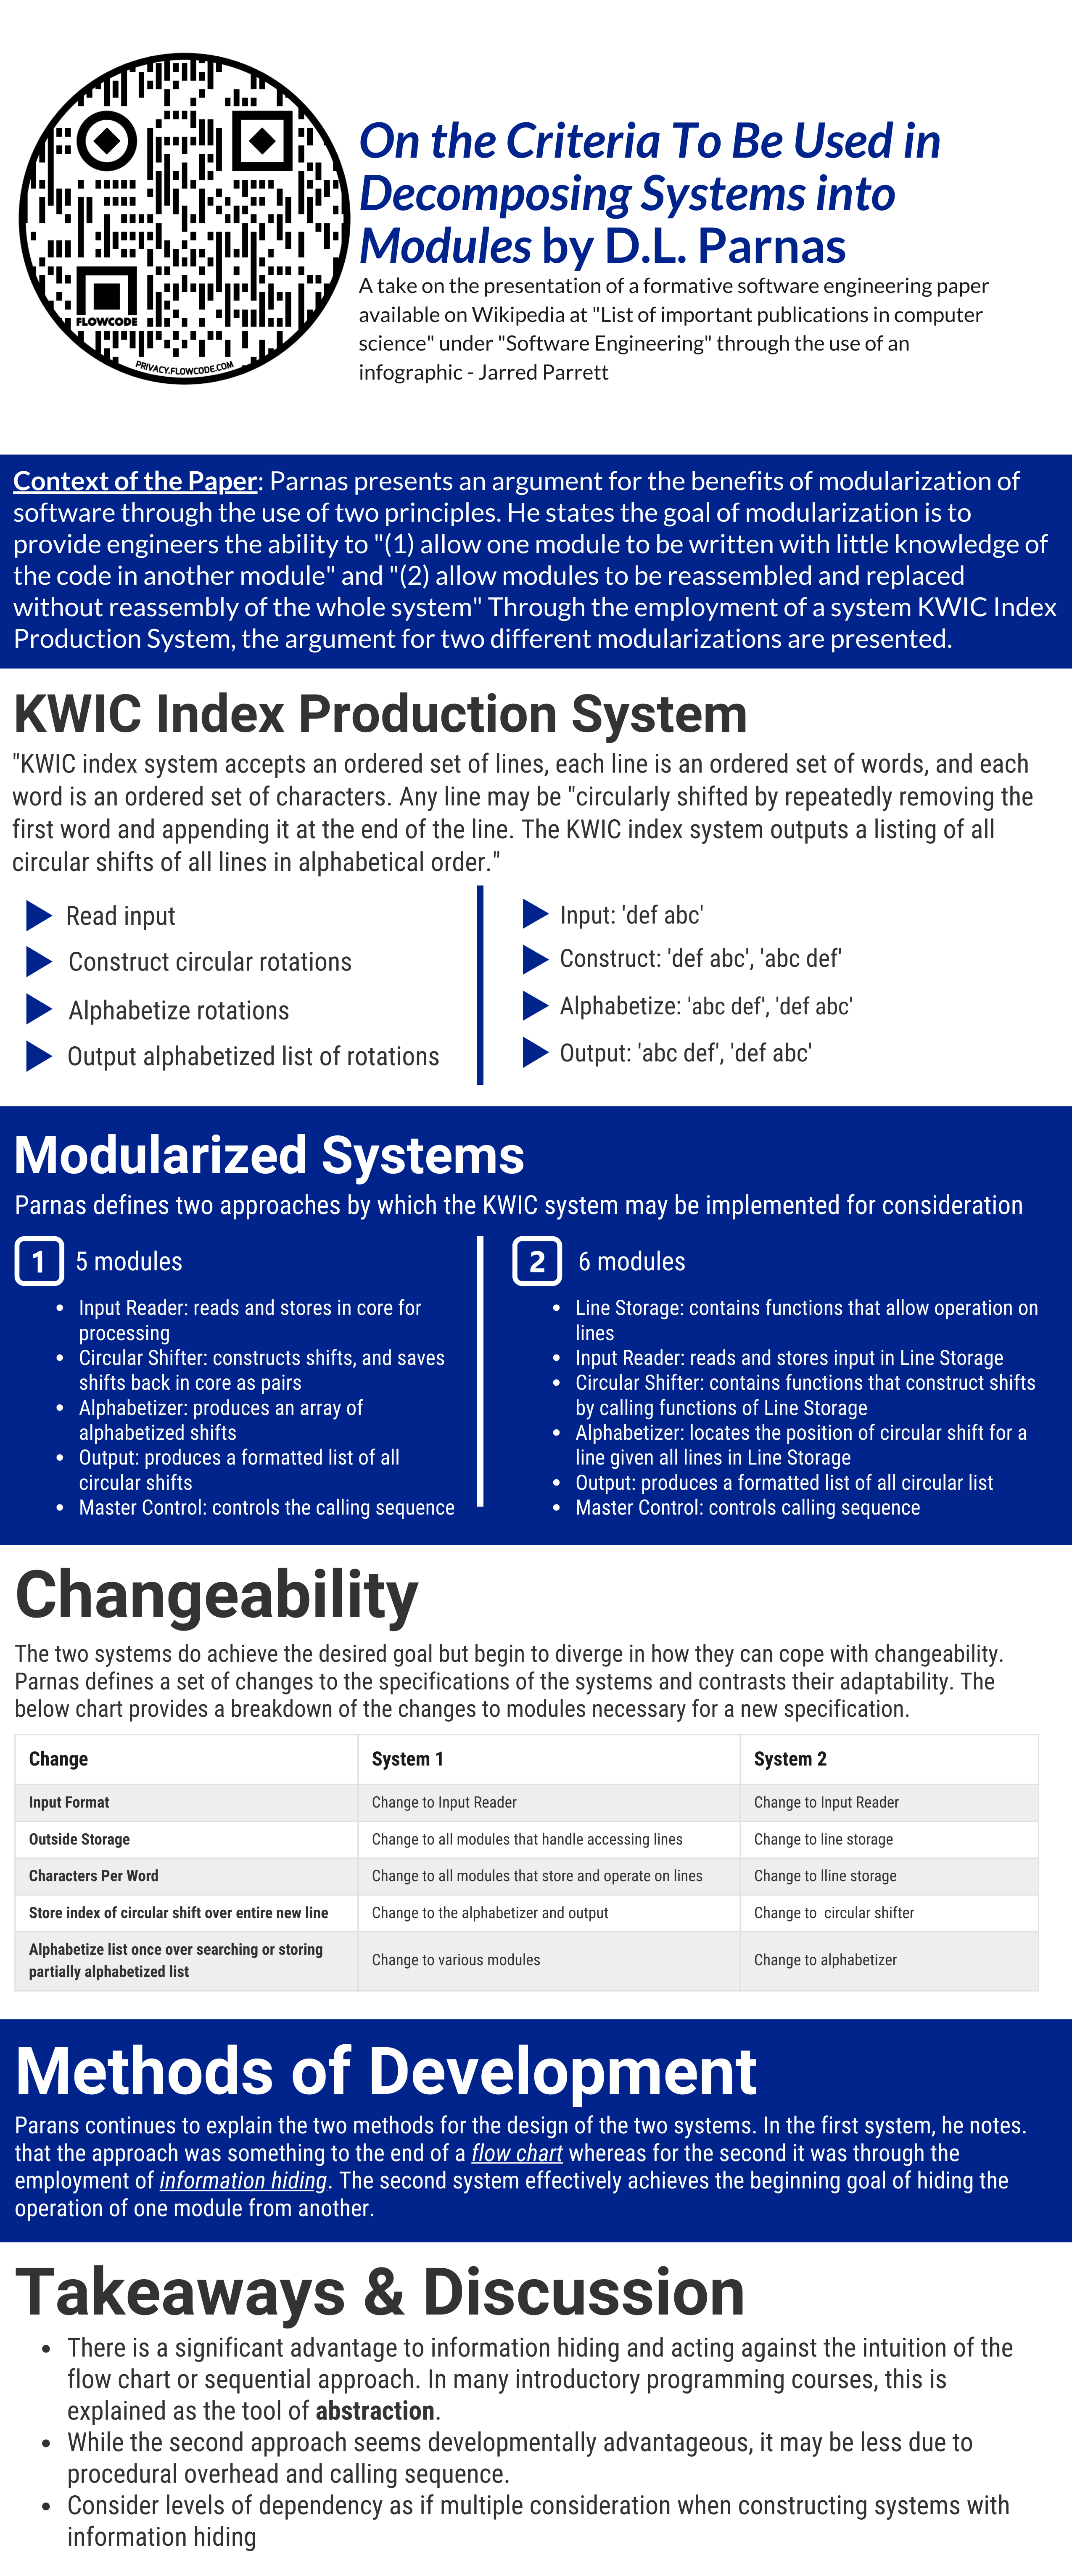 FLOWCODE
PRIVACY.FLOWCODE.COM
On the Criteria To Be Used in
Decomposing Systems into
Modules by D.L. Parnas
A take on the presentation of a formative software engineering paper
available on Wikipedia at "List of important publications in computer
science" under "Software Engineering" through the use of an
infographic - Jarred Parrett
Context of the Paper: Parnas presents an argument for the benefits of modularization of
software through the use of two principles. He states the goal of modularization is to
provide engineers the ability to "(1) allow one module to be written with little knowledge of
the code in another module" and "(2) allow modules to be reassembled and replaced
without reassembly of the whole system" Through the employment of a system KWIC Index
Production System, the argument for two different modularizations are presented.
KWIC Index Production System
"KWIC index system accepts an ordered set of lines, each line is an ordered set of words, and each
word is an ordered set of characters. Any line may be "circularly shifted by repeatedly removing the
first word and appending it at the end of the line. The KWIC index system outputs a listing of all
circular shifts of all lines in alphabetical order."
Read input
Construct circular rotations
Alphabetize rotations
Output alphabetized list of rotations
Input: 'def abc'
Construct: 'def abc', 'abc def'
Alphabetize: 'abc def', 'def abc'
Output: 'abc def', 'def abc'
Modularized Systems
Parnas defines two approaches by which the KWIC system may be implemented for consideration
1 5 modules
• Input Reader: reads and stores in core for
processing
• Circular Shifter: constructs shifts, and saves
shifts back in core as pairs
• Alphabetizer: produces an array of
alphabetized shifts
• Output: produces a formatted list of all
circular shifts
• Master Control: controls the calling sequence
2 6 modules
• Line Storage: contains functions that allow operation on
lines
• Input Reader: reads and stores input in Line Storage
• Circular Shifter: contains functions that construct shifts
by calling functions of Line Storage
• Alphabetizer: locates the position of circular shift for a
line given all lines in Line Storage
• Output: produces a formatted list of all circular list
• Master Control: controls calling sequence
Changeability
The two systems do achieve the desired goal but begin to diverge in how they can cope with changeability.
Parnas defines a set of changes to the specifications of the systems and contrasts their adaptability. The
below chart provides a breakdown of the changes to modules necessary for a new specification.
Change System 1 System 2
Input Format Change to Input Reader Change to Input Reader
Outside Storage Change to all modules that handle accessing lines Change to line storage
Characters Per Word Change to all modules that store and operate on lines Change to lline storage
Store index of circular shift over entire new line Change to the alphabetizer and output Change to circular shifter
Alphabetize list once over searching or storing
partially alphabetized list Change to various modules Change to alphabetizer
Methods of Development
Parans continues to explain the two methods for the design of the two systems. In the first system, he notes.
that the approach was something to the end of a flow chart whereas for the second it was through the
employment of information hiding. The second system effectively achieves the beginning goal of hiding the
operation of one module from another.
Takeaways & Discussion
• There is a significant advantage to information hiding and acting against the intuition of the
flow chart or sequential approach. In many introductory programming courses, this is
explained as the tool of abstraction.
• While the second approach seems developmentally advantageous, it may be less due to
procedural overhead and calling sequence.
• Consider levels of dependency as if multiple consideration when constructing systems with
information hiding